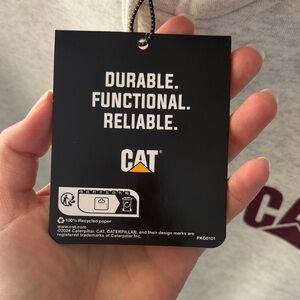 DURABLE.
FUNCTIONAL.
RELIABLE.
CAT
100% Recycled paper
www.cat.com
©2024 Caterpillar. CAT, CATERPILLAR, and their design marks are
registered trademarks of Caterpillar Inc.
PKG0101
CA